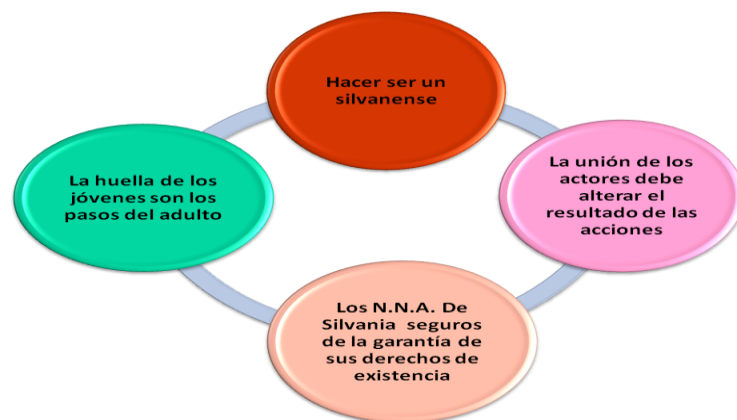 Hacer ser un
silvanense
La unión de los
actores debe
alterar el
resultado de las
acciones
Los N.N.A. De
Silvania seguros
de la garantía de
sus derechos de
existencia
La huella de los
jóvenes son los
pasos del adulto